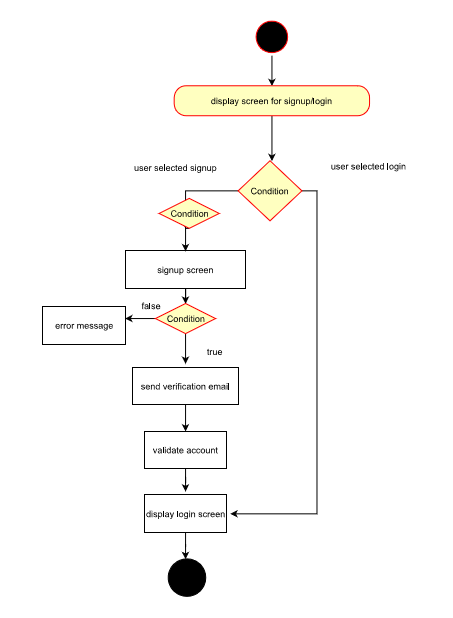 display screen for signup/login
user selected signup
user selected login
Condition
Condition
signup screen
false
Condition
error message
true
send verification email
validate account
display login screen